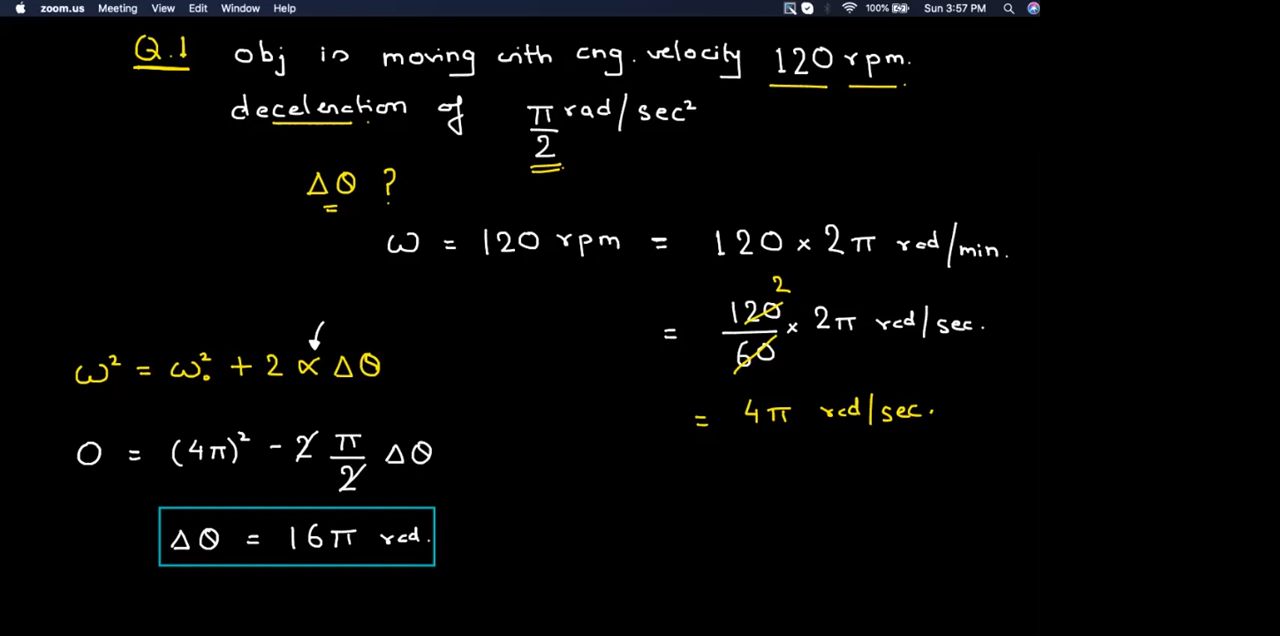 zoom.us Meeting View Edit Window Help 100% Sun 3:57 PM
Q.1 obj is moving with ang. velocity 120 rpm.
deceleration of π/2 rad/sec²
Δθ ?
ω = 120 rpm = 120 × 2π rad/min.
= 120/60 × 2π rad/sec.
2
= 4π rad/sec.
ω² = ω₀² + 2 α Δθ
0 = (4π)² - 2 π/2 Δθ
Δθ = 16π rad.